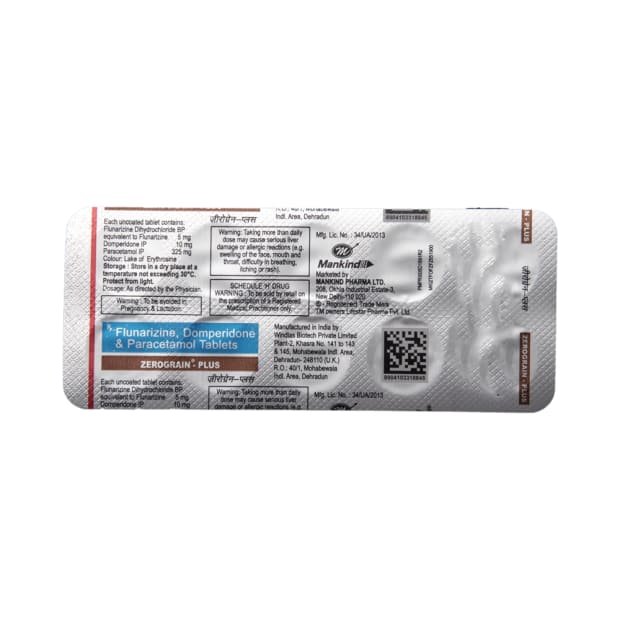 ZEROGRAIN - PLUS
जीरोग्रेन-प्लस
Each uncoated tablet contains:
Flunarizine Dihydrochloride BP
equivalent to Flunarizine 5 mg
Domperidone IP 10 mg
Paracetamol IP 325 mg
Colour: Lake of Erythrosine
Storage : Store in a dry place at a
temperature not exceeding 30°C.
Protect from light.
Dosage: As directed by the Physician.
Warning : To be avoided in
Pregnancy & Lactation.
Warning: Taking more than daily
dose may cause serious liver
damage or allergic reactions (e.g.
swelling of the face, mouth and
throat, difficulty in breathing,
itching or rash).
SCHEDULE 'H' DRUG
WARNING : To be sold by retail on
the prescription of a Registered
Medical Practitioner only.
R.O.: 40/1, Mohabewala
Indl. Area, Dehradun
Mfg. Lic. No. : 34/UA/2013
Mankind
Marketed by :
MANKIND PHARMA LTD.
208, Okhla Industrial Estate-3,
New Delhi-110 020
® - Registered Trade Mark
TM owners Lifestar Pharma Pvt. Ltd.
8904103318845
N - PLUS
जीरोग्रेन-प्लस
Rx Flunarizine, Domperidone
& Paracetamol Tablets
ZEROGRAIN® - PLUS
जीरोग्रेन-प्लस
Each uncoated tablet contains:
Flunarizine Dihydrochloride BP
equivalent to Flunarizine 5 mg
Domperidone IP 10 mg
Manufactured in India by
Windlas Biotech Private Limited
Plant-2, Khasra No. 141 to 143
& 145, Mohabewala Indl. Area,
Dehradun- 248110 (U.K.)
R.O.: 40/1, Mohabewala
Indl. Area, Dehradun
Warning: Taking more than daily
dose may cause serious liver
damage or allergic reactions (e.g.
Mfg. Lic. No. : 34/UA/2013
8904103318845